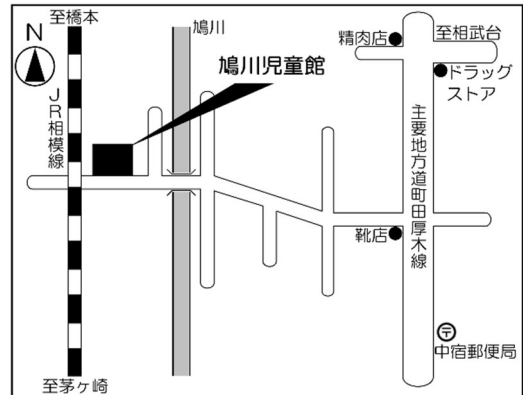 至橋本
N
JR相模線
鳩川
鳩川児童館
精肉店
至相武台
ドラッグ
ストア
主要地方道町田厚木線
靴店
〒
中宿郵便局
至茅ヶ崎